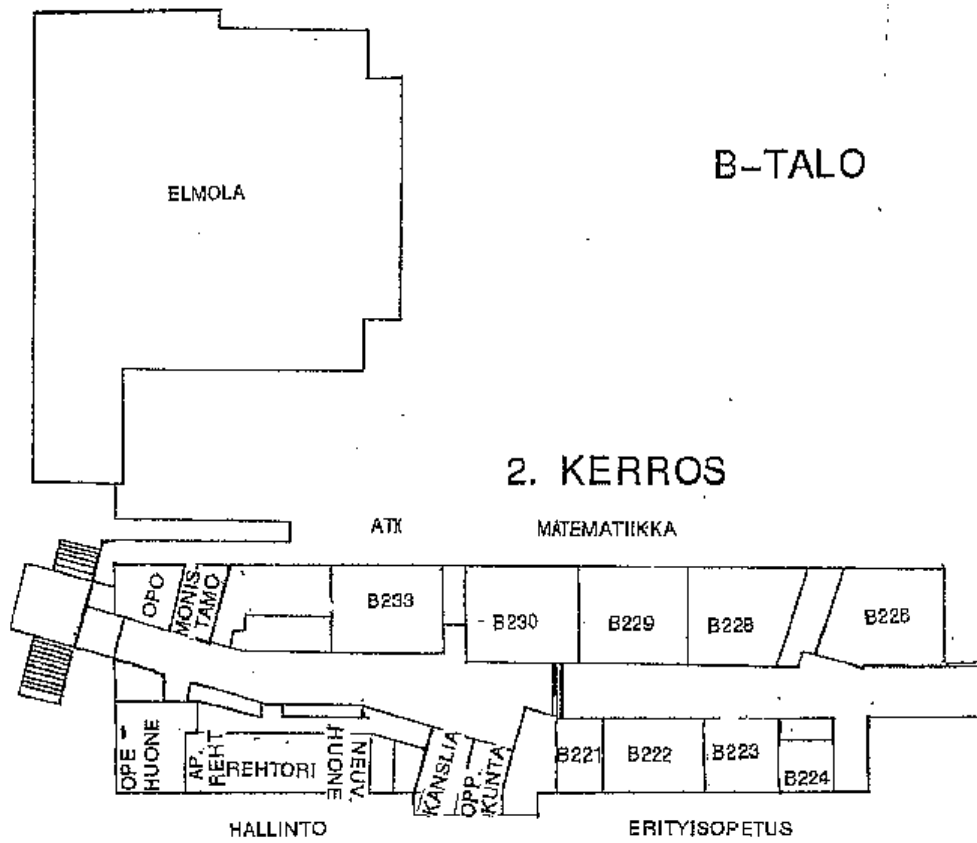 B-TALO
ELMOLA
2. KERROS
ATK
MATEMATIIKKA
OPO
MONIS-
TAMO
B233
B230
B229
B228
B226
OPE-
HUONE
AP.
REHT
REHTORI
NEUV.
HUONE
KANSLIA
OPP.
KUNTA
B221
B222
B223
B224
HALLINTO
ERITYISOPETUS